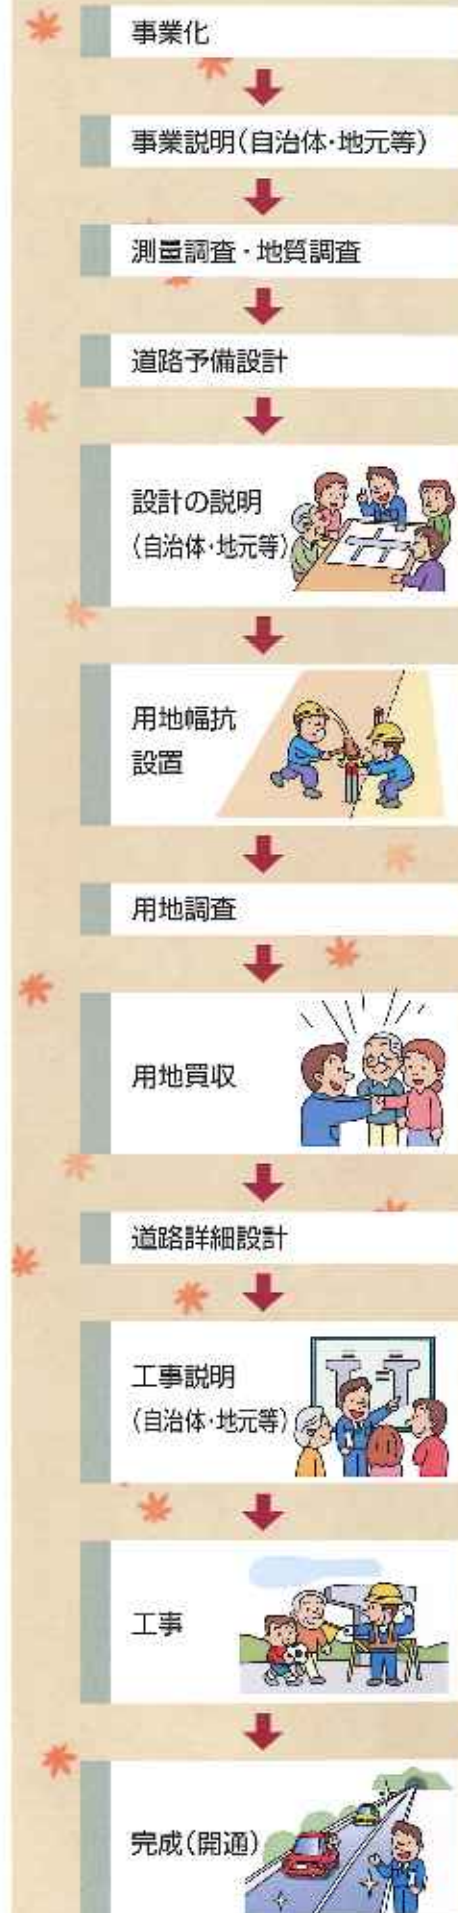 事業化
事業説明(自治体・地元等)
測量調査・地質調査
道路予備設計
設計の説明
(自治体・地元等)
用地幅抗
設置
用地調査
用地買収
道路詳細設計
工事説明
(自治体・地元等)
工事
完成(開通)